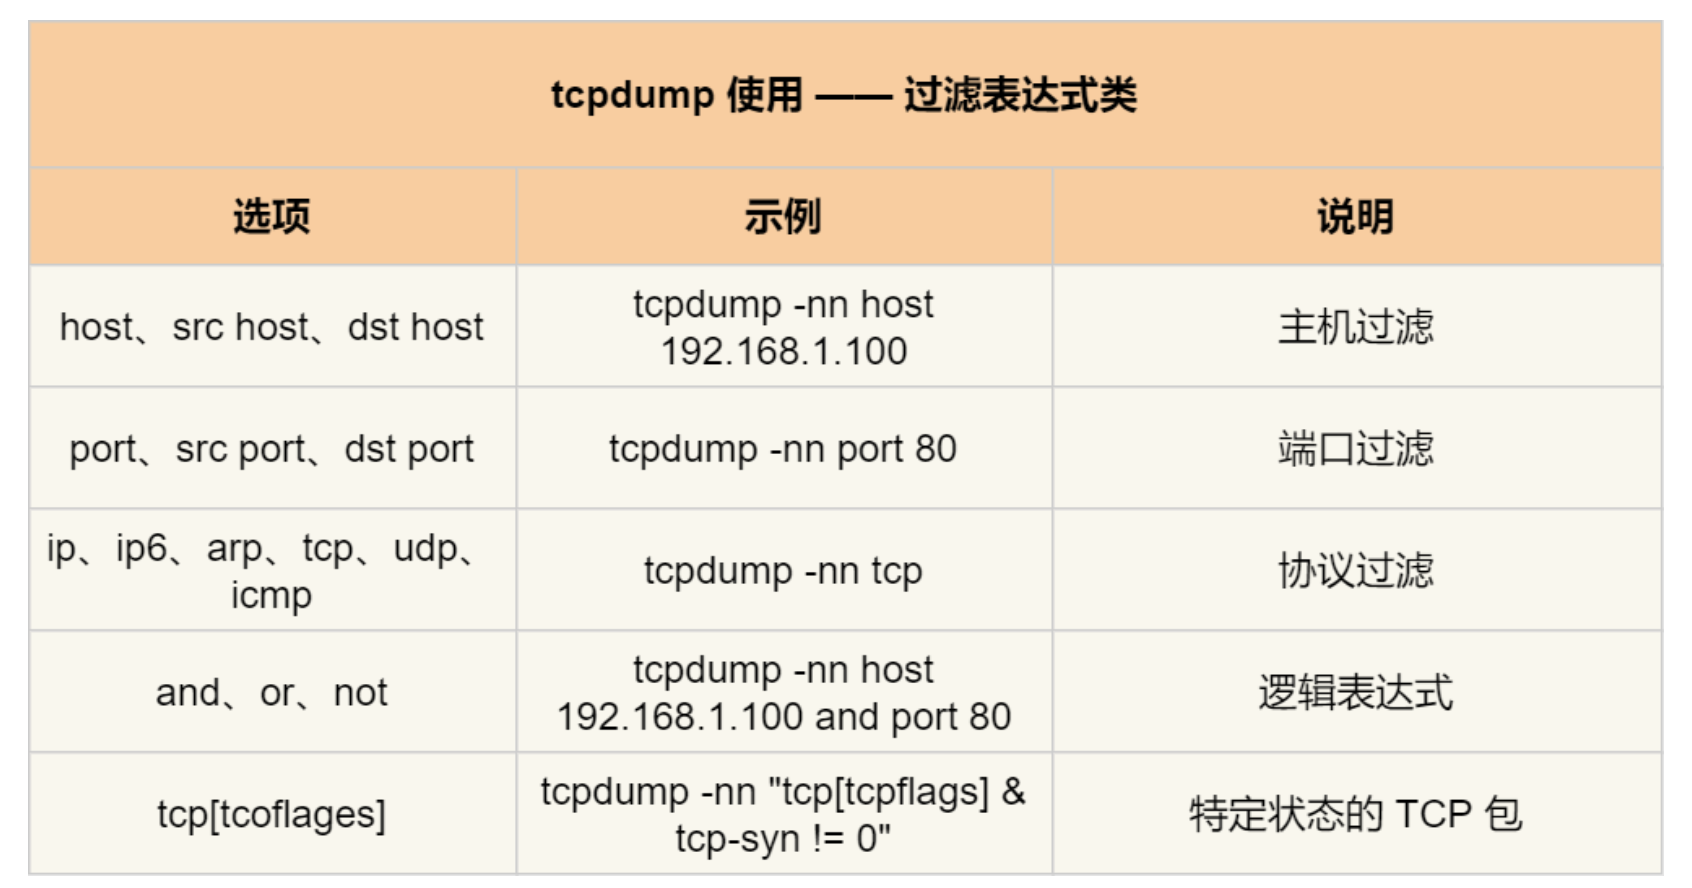 tcpdump 使用 —— 过滤表达式类
选项
示例
说明
host、src host、dst host
tcpdump -nn host
192.168.1.100
主机过滤
port、src port、dst port
tcpdump -nn port 80
端口过滤
ip、ip6、arp、tcp、udp、
icmp
tcpdump -nn tcp
协议过滤
and、or、not
tcpdump -nn host
192.168.1.100 and port 80
逻辑表达式
tcp[tcoflages]
tcpdump -nn "tcp[tcpflags] &
tcp-syn != 0"
特定状态的 TCP 包